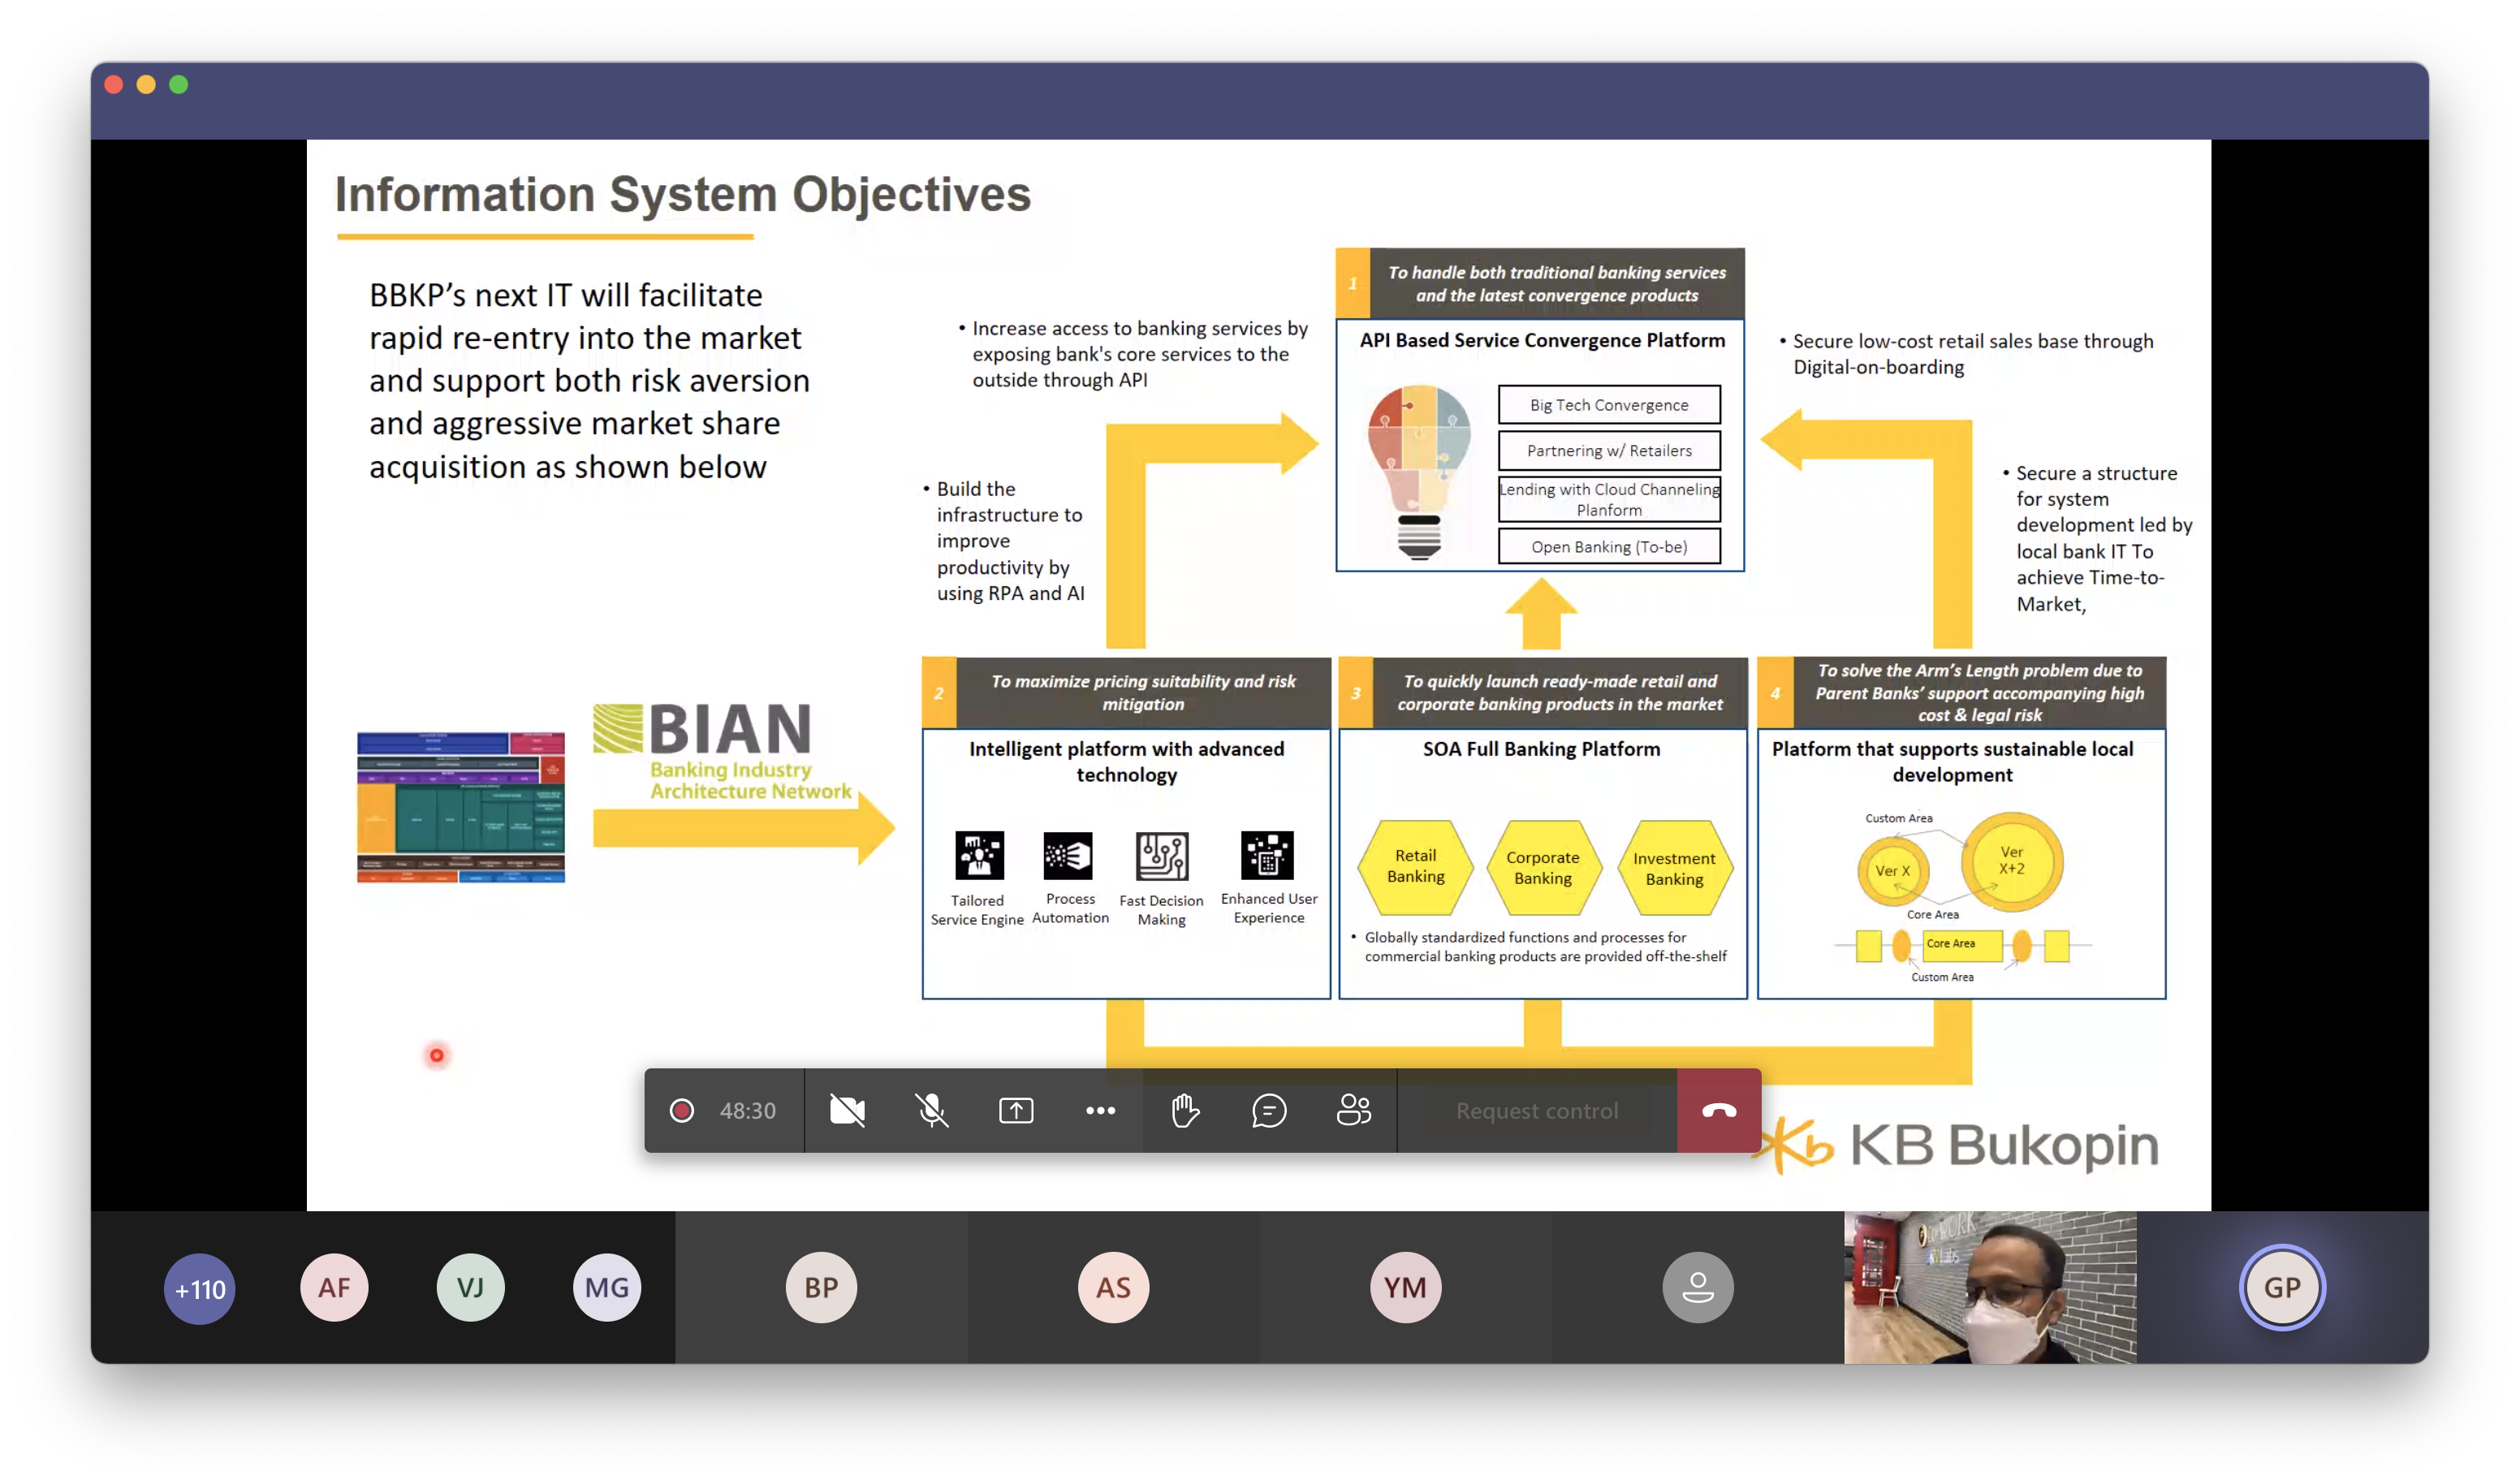 Information System Objectives
BBKP's next IT will facilitate
rapid re-entry into the market
and support both risk aversion
and aggressive market share
acquisition as shown below
• Increase access to banking services by
exposing bank's core services to the
outside through API
• Build the
infrastructure to
improve
productivity by
using RPA and AI
1
To handle both traditional banking services
and the latest convergence products
API Based Service Convergence Platform
Big Tech Convergence
Partnering w/ Retailers
Lending with Cloud Channeling
Planform
Open Banking (To-be)
• Secure low-cost retail sales base through
Digital-on-boarding
• Secure a structure
for system
development led by
local bank IT To
achieve Time-to-
Market,
BIAN
Banking Industry
Architecture Network
2
To maximize pricing suitability and risk
mitigation
Intelligent platform with advanced
technology
Tailored
Service Engine
Process
Automation
Fast Decision
Making
Enhanced User
Experience
3
To quickly launch ready-made retail and
corporate banking products in the market
SOA Full Banking Platform
Retail
Banking
Corporate
Banking
Investment
Banking
• Globally standardized functions and processes for
commercial banking products are provided off-the-shelf
4
To solve the Arm's Length problem due to
Parent Banks' support accompanying high
cost & legal risk
Platform that supports sustainable local
development
Custom Area
Ver X
Ver
X+2
Core Area
Core Area
Custom Area
48:30
Request control
Kb KB Bukopin
+110
AF
VJ
MG
BP
AS
YM
GP